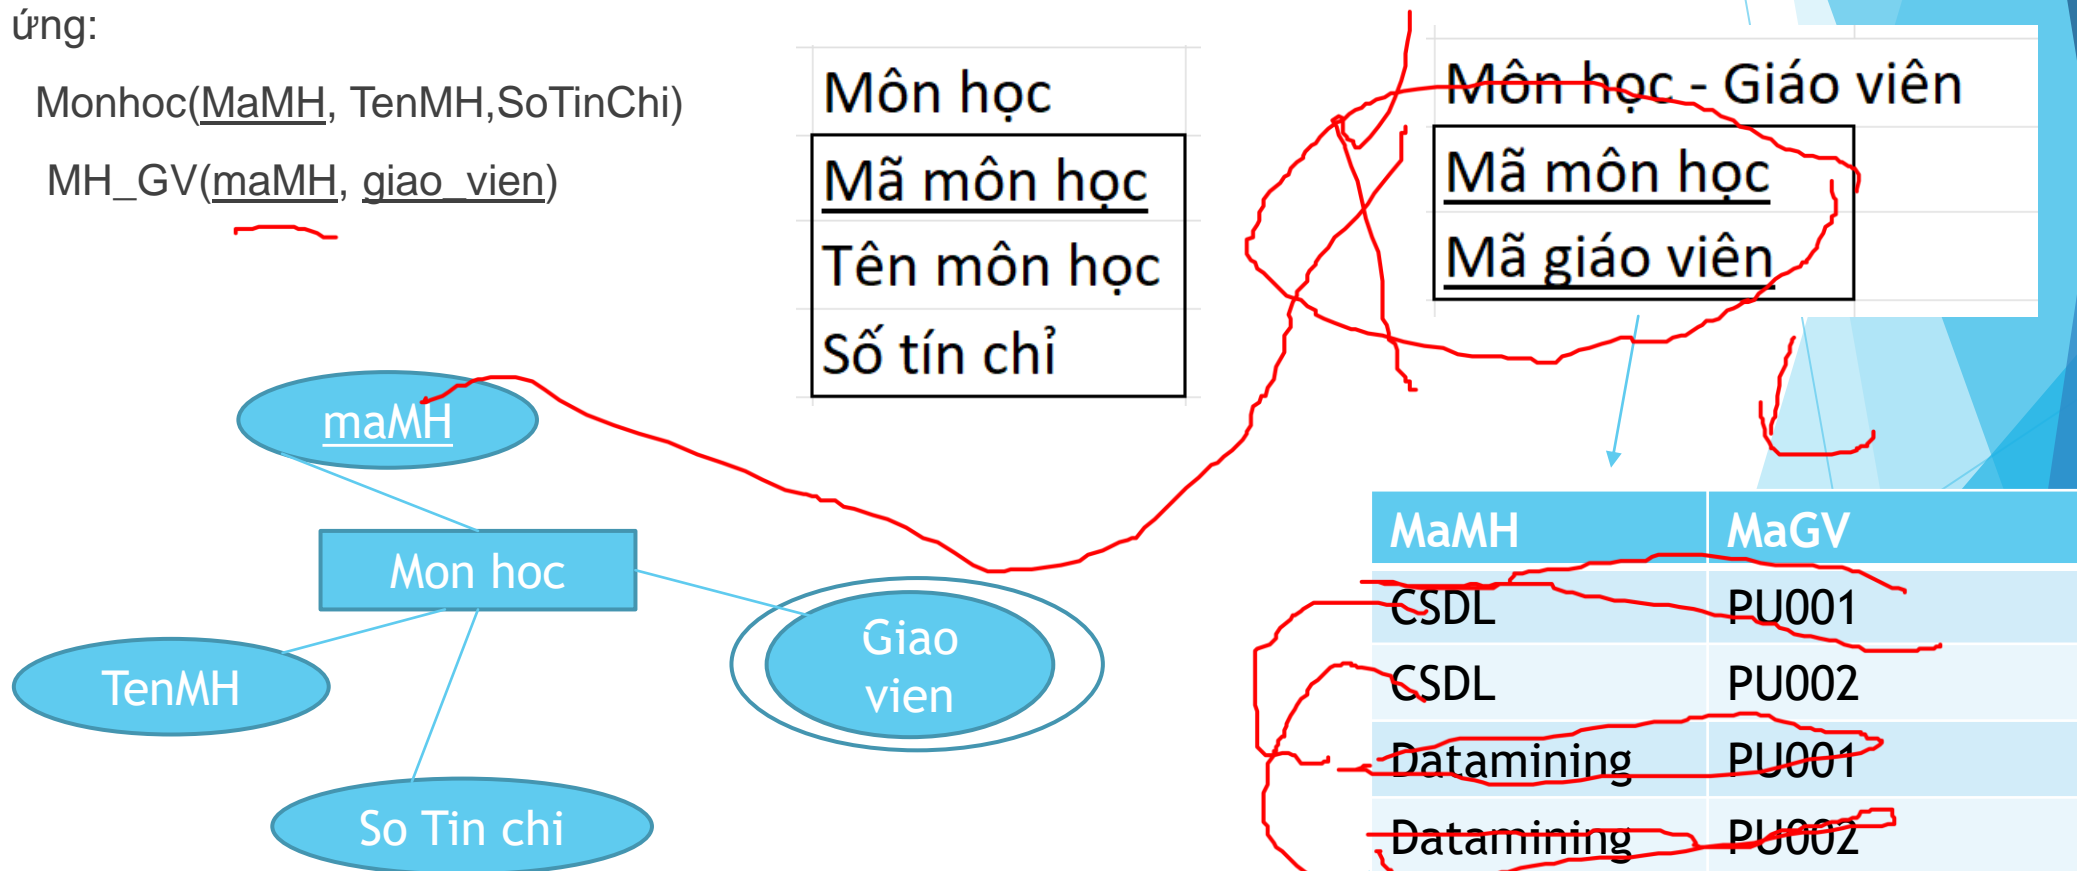 ứng:
Monhoc(MaMH, TenMH,SoTinChi)
MH_GV(maMH, giao_vien)
Môn học
Mã môn học
Tên môn học
Số tín chỉ
Môn học - Giáo viên
Mã môn học
Mã giáo viên
maMH
Mon hoc
TenMH
So Tin chi
Giao
vien
MaMH MaGV
CSDL PU001
CSDL PU002
Datamining PU001
Datamining PU002